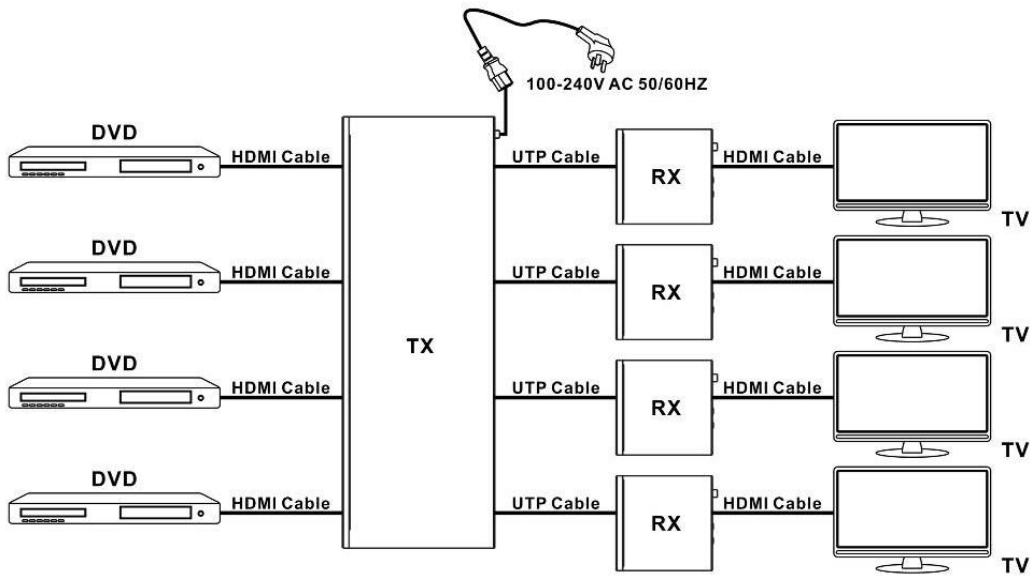 100-240V AC 50/60HZ
DVD
HDMI Cable
UTP Cable
RX
HDMI Cable
TV
DVD
HDMI Cable
UTP Cable
RX
HDMI Cable
TV
TX
DVD
HDMI Cable
UTP Cable
RX
HDMI Cable
TV
DVD
HDMI Cable
UTP Cable
RX
HDMI Cable
TV